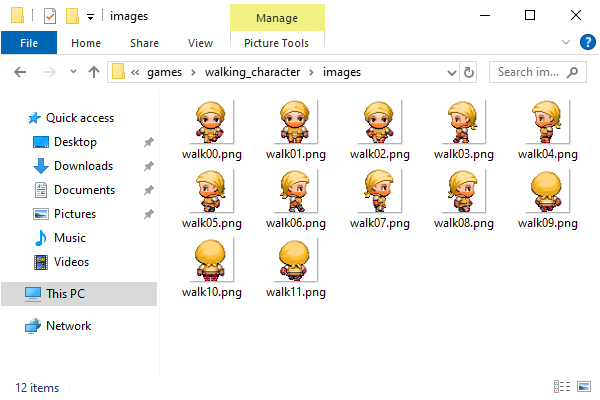 images
Manage
File
Home
Share
View
Picture Tools
« games > walking_character > images
Search im...
Quick access
Desktop
Downloads
Documents
Pictures
Music
Videos
This PC
Network
walk00.png
walk01.png
walk02.png
walk03.png
walk04.png
walk05.png
walk06.png
walk07.png
walk08.png
walk09.png
walk10.png
walk11.png
12 items